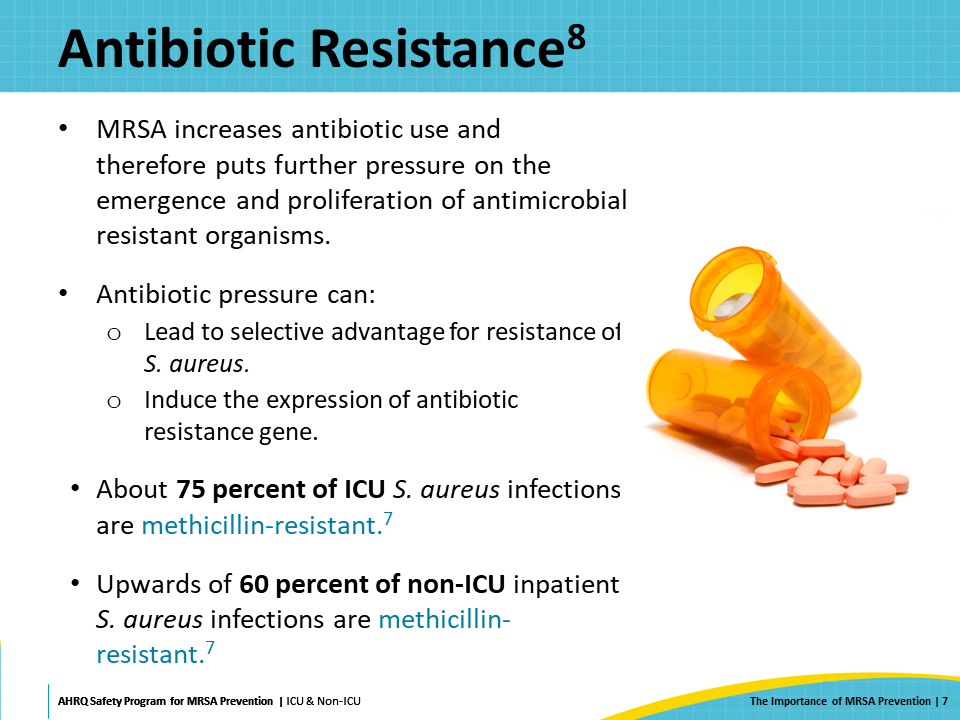 Antibiotic Resistance8
• MRSA increases antibiotic use and
therefore puts further pressure on the
emergence and proliferation of antimicrobial
resistant organisms.
• Antibiotic pressure can:
o Lead to selective advantage for resistance of
S. aureus.
o Induce the expression of antibiotic
resistance gene.
• About 75 percent of ICU S. aureus infections
are methicillin-resistant.7
• Upwards of 60 percent of non-ICU inpatient
S. aureus infections are methicillin-
resistant.7
AHRQ Safety Program for MRSA Prevention | ICU & Non-ICU
The Importance of MRSA Prevention | 7